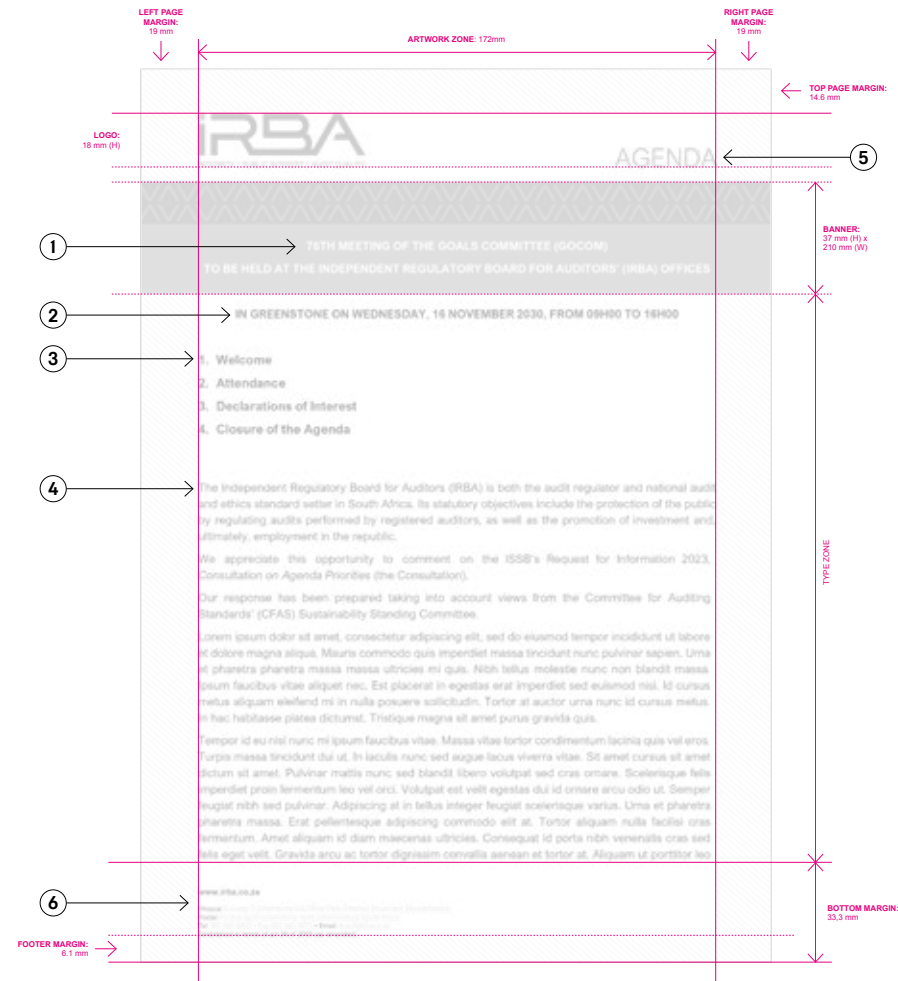 LEFT PAGE
MARGIN:
19 mm
RIGHT PAGE
MARGIN:
19 mm
ARTWORK ZONE: 172mm
TOP PAGE MARGIN:
14.6 mm
LOGO:
18 mm (H)
iRBA
AGENDA
5
BANNER:
37 mm (H) x
210 mm (W)
1
76TH MEETING OF THE GOALS COMMITTEE (GOCOM)
TO BE HELD AT THE INDEPENDENT REGULATORY BOARD FOR AUDITORS' (IRBA) OFFICES
2
IN GREENSTONE ON WEDNESDAY, 16 NOVEMBER 2030, FROM 09H00 TO 16H00
3
1. Welcome
2. Attendance
3. Declarations of Interest
4. Closure of the Agenda
4
The Independent Regulatory Board for Auditors (IRBA) is both the audit regulator and national audit
and ethics standard setter in South Africa. Its statutory objectives include the protection of the public
by regulating audits performed by registered auditors, as well as the promotion of investment and,
ultimately, employment in the republic.
We appreciate this opportunity to comment on the ISSB's Request for Information 2023,
Consultation on Agenda Priorities (the Consultation).
Our response has been prepared taking into account views from the Committee for Auditing
Standards' (CFAS) Sustainability Standing Committee.
Lorem ipsum dolor sit amet, consectetur adipiscing elit, sed do eiusmod tempor incididunt ut labore
et dolore magna aliqua. Mauris commodo quis imperdiet massa tincidunt nunc pulvinar sapien. Urna
et pharetra pharetra massa massa ultricies mi quis. Nibh tellus molestie nunc non blandit massa.
Ipsum faucibus vitae aliquet nec. Est placerat in egestas erat imperdiet sed euismod nisi. Id cursus
metus aliquam eleifend mi in nulla posuere sollicitudin. Tortor at auctor urna nunc id cursus metus.
In hac habitasse platea dictumst. Tristique magna sit amet purus gravida quis.
Tempor id eu nisl nunc mi ipsum faucibus vitae. Massa vitae tortor condimentum lacinia quis vel eros.
Turpis massa tincidunt dui ut. In iaculis nunc sed augue lacus viverra vitae. Sit amet cursus sit amet
dictum sit amet. Pulvinar mattis nunc sed blandit libero volutpat sed cras ornare. Scelerisque felis
imperdiet proin fermentum leo vel orci. Volutpat est velit egestas dui id ornare arcu odio ut. Semper
feugiat nibh sed pulvinar. Adipiscing at in tellus integer feugiat scelerisque varius. Urna et pharetra
pharetra massa. Erat pellentesque adipiscing commodo elit at. Tortor aliquam nulla facilisi cras
fermentum. Amet aliquam id diam maecenas ultricies. Consequat id porta nibh venenatis cras sed
felis eget velit. Gravida arcu ac tortor dignissim convallis aenean et tortor at. Aliquam ut porttitor leo
TYPE ZONE
6
www.irba.co.za
BOTTOM MARGIN:
33,3 mm
FOOTER MARGIN:
6.1 mm